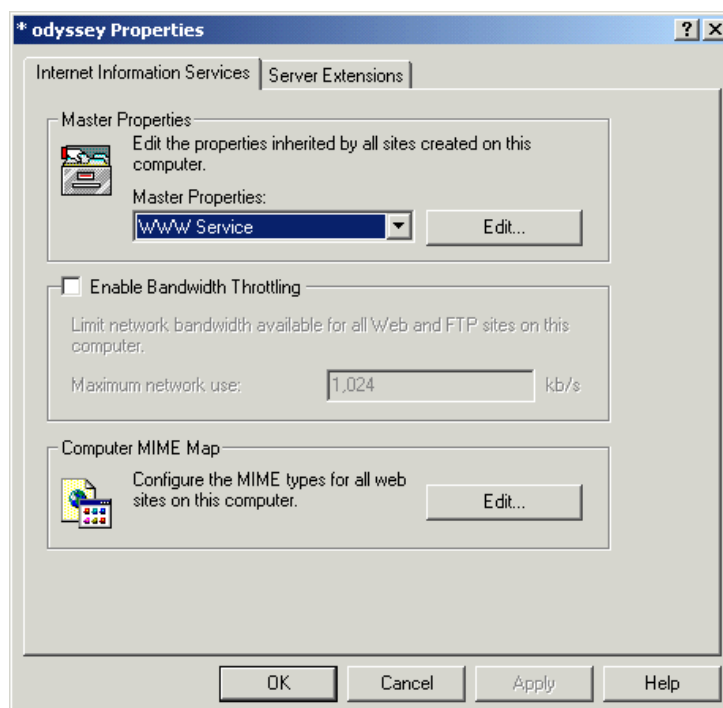 * odyssey Properties
Internet Information Services
Server Extensions
Master Properties
Edit the properties inherited by all sites created on this
computer.
Master Properties:
WWW Service
Edit...
Enable Bandwidth Throttling
Limit network bandwidth available for all Web and FTP sites on this
computer.
Maximum network use:
1,024
kb/s
Computer MIME Map
Configure the MIME types for all web
sites on this computer.
Edit...
OK
Cancel
Apply
Help